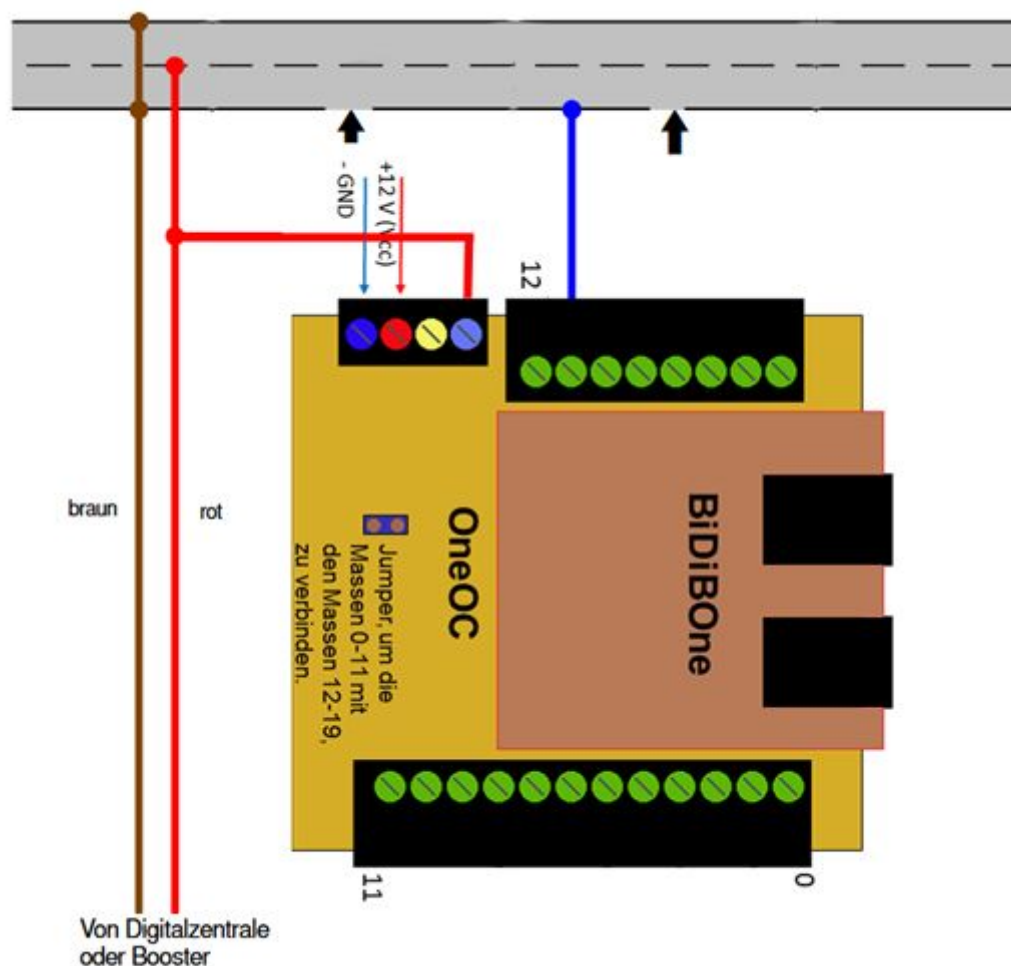 - GND
+12 V (Vcc)
12
braun
rot
OneOC
BiDiBOne
Jumper, um die
Massen 0-11 mit
den Massen 12-19,
zu verbinden.
11
0
Von Digitalzentrale
oder Booster